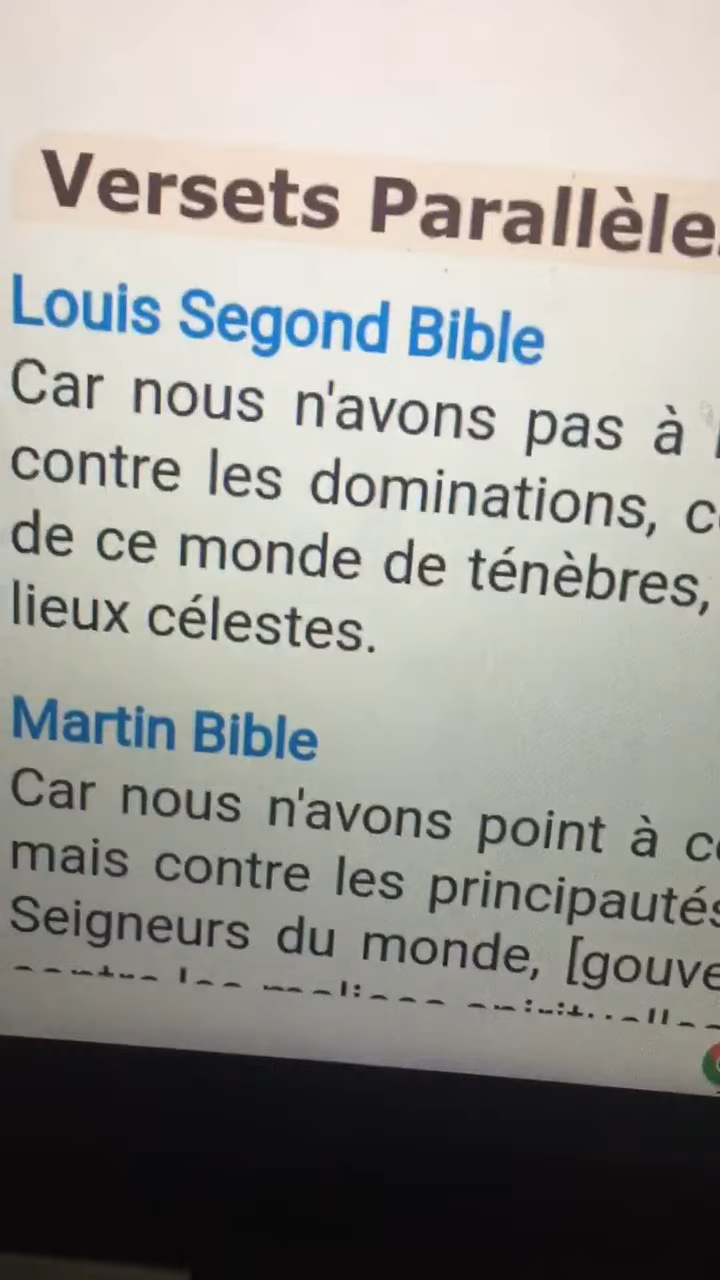 Versets Parallèle
Louis Segond Bible
Car nous n'avons pas à
contre les dominations,
de ce monde de ténèbres,
lieux célestes.
Martin Bible
Car nous n'avons point à
mais contre les principautés
Seigneurs du monde, [gouve